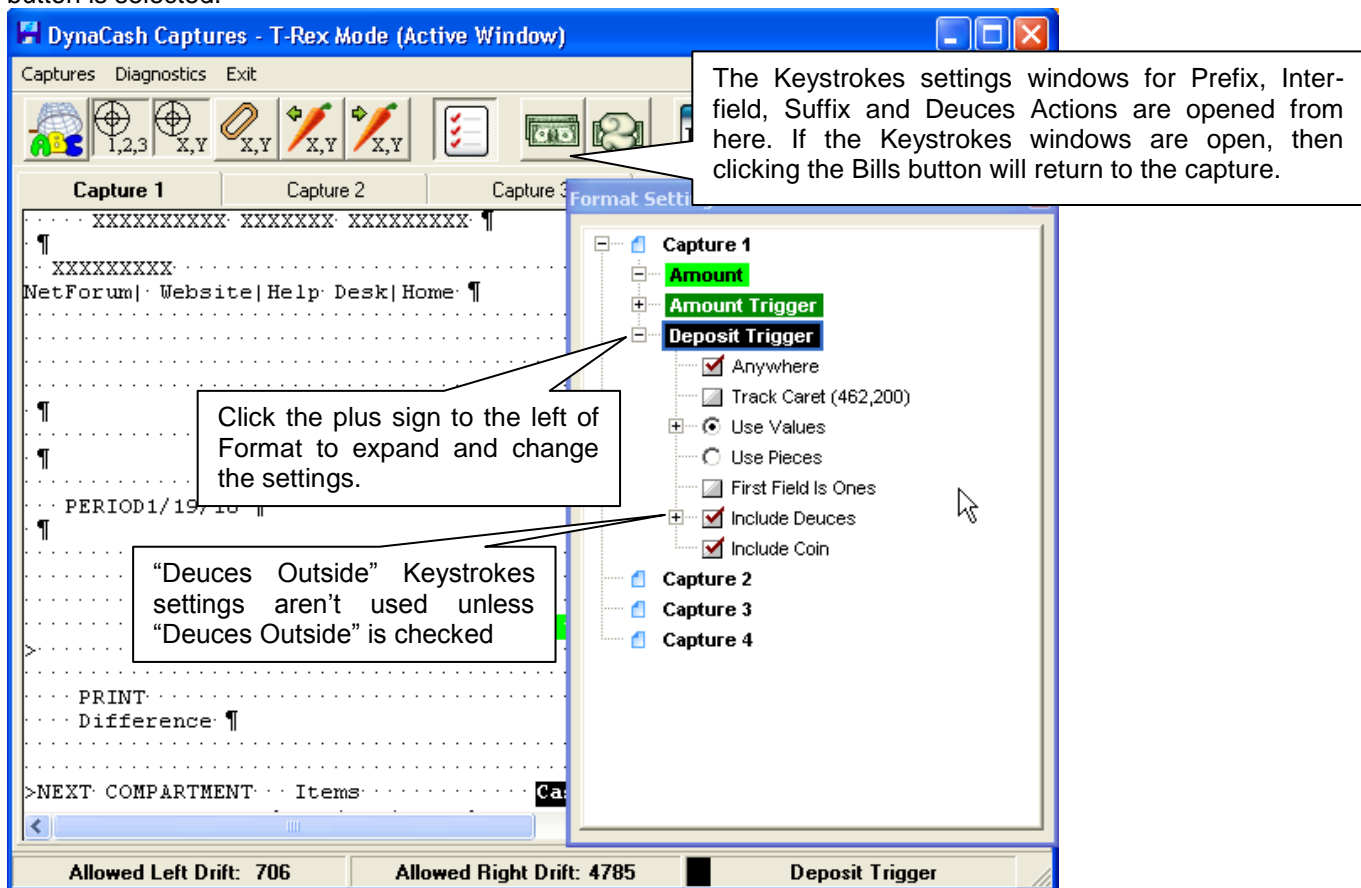 button is selected.
DynaCash Captures - T-Rex Mode (Active Window)
Captures Diagnostics Exit
The Keystrokes settings windows for Prefix, Inter-
field, Suffix and Deuces Actions are opened from
here. If the Keystrokes windows are open, then
clicking the Bills button will return to the capture.
ABC 1,2,3 X,Y X,Y X,Y X,Y
Capture 1 Capture 2 Capture 3
Format
XXXXXXXXXX XXXXXXX XXXXXXXXX ¶
¶
XXXXXXXXX
NetForum| Website|Help Desk|Home ¶
¶
¶
PERIOD1/19/
¶
>
PRINT
Difference ¶
>NEXT COMPARTMENT Items
Capture 1
Amount
Amount Trigger
Deposit Trigger
Anywhere
Track Caret (462,200)
Use Values
Use Pieces
First Field Is Ones
Include Deuces
Include Coin
Capture 2
Capture 3
Capture 4
Click the plus sign to the left of
Format to expand and change
the settings.
“Deuces Outside” Keystrokes
settings aren't used unless
“Deuces Outside” is checked
Allowed Left Drift: 706 Allowed Right Drift: 4785 Deposit Trigger